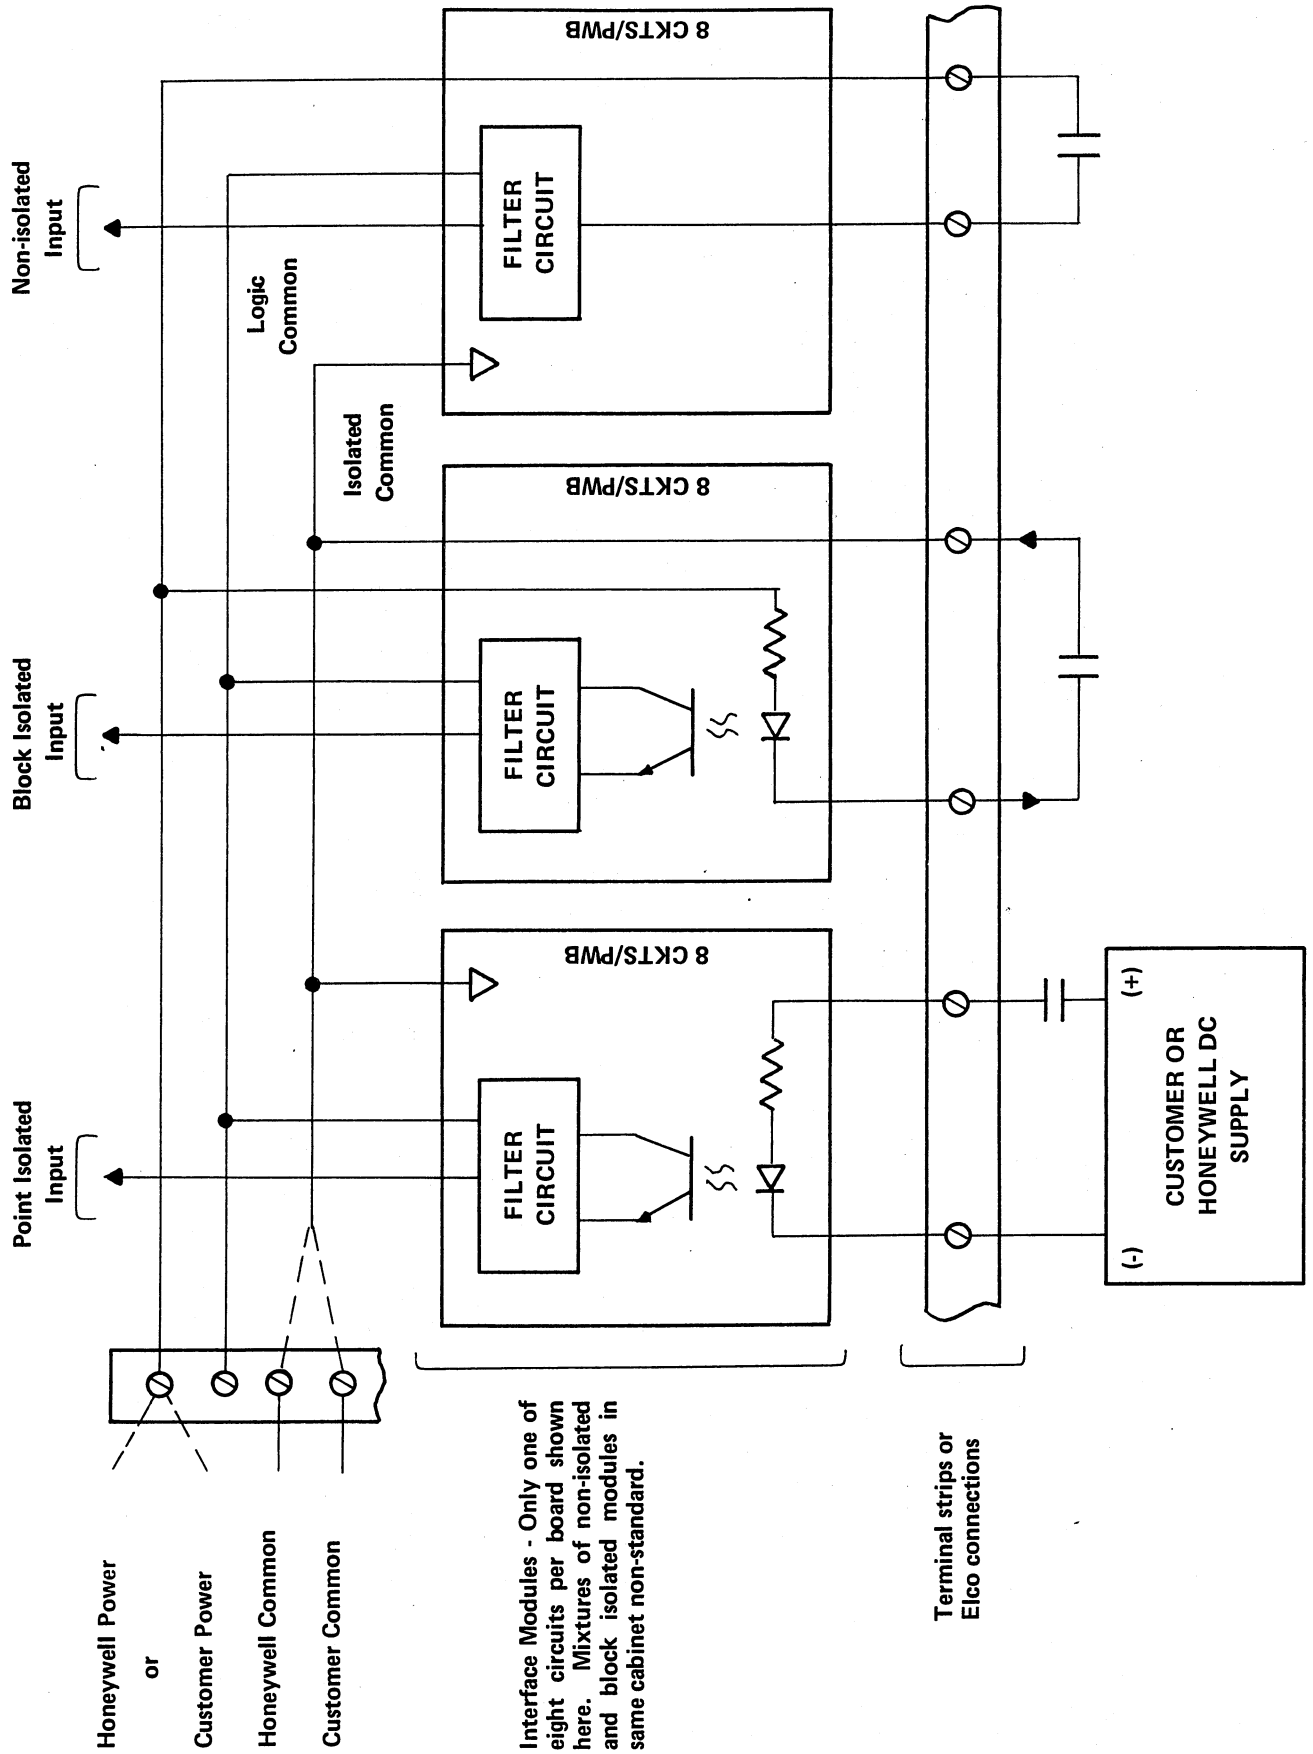 Honeywell Power
or
Customer Power
Honeywell Common
Customer Common
Point Isolated
Input
Block Isolated
Input
Non-isolated
Input
Logic
Common
Isolated
Common
Interface Modules - Only one of
eight circuits per board shown
here. Mixtures of non-isolated
and block isolated modules in
same cabinet non-standard.
FILTER
CIRCUIT
8 CKTS/PWB
FILTER
CIRCUIT
8 CKTS/PWB
FILTER
CIRCUIT
8 CKTS/PWB
Terminal strips or
Elco connections
(-)
(+)
CUSTOMER OR
HONEYWELL DC
SUPPLY